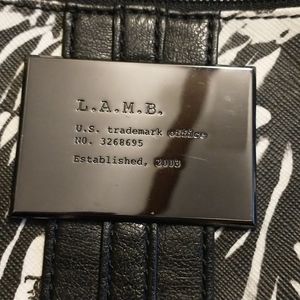 L.A.M.B.
U.S. trademark office
NO. 3268695
Established, 2003